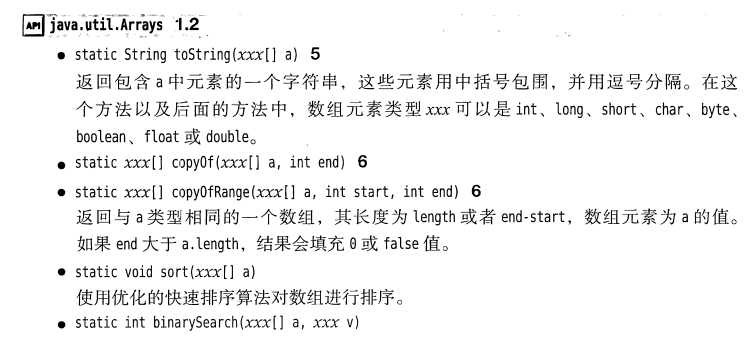 API java.util.Arrays 1.2
• static String toString(xxx[] a) 5
返回包含 a 中元素的一个字符串，这些元素用中括号包围，并用逗号分隔。在这
个方法以及后面的方法中，数组元素类型 xxx 可以是 int、long、short、char、byte、
boolean、float 或 double。
• static xxx[] copyOf(xxx[] a, int end) 6
• static xxx[] copyOfRange(xxx[] a, int start, int end) 6
返回与 a 类型相同的一个数组，其长度为 length 或者 end-start，数组元素为 a 的值。
如果 end 大于 a.length，结果会填充 0 或 false 值。
• static void sort(xxx[] a)
使用优化的快速排序算法对数组进行排序。
• static int binarySearch(xxx[] a, xxx v)